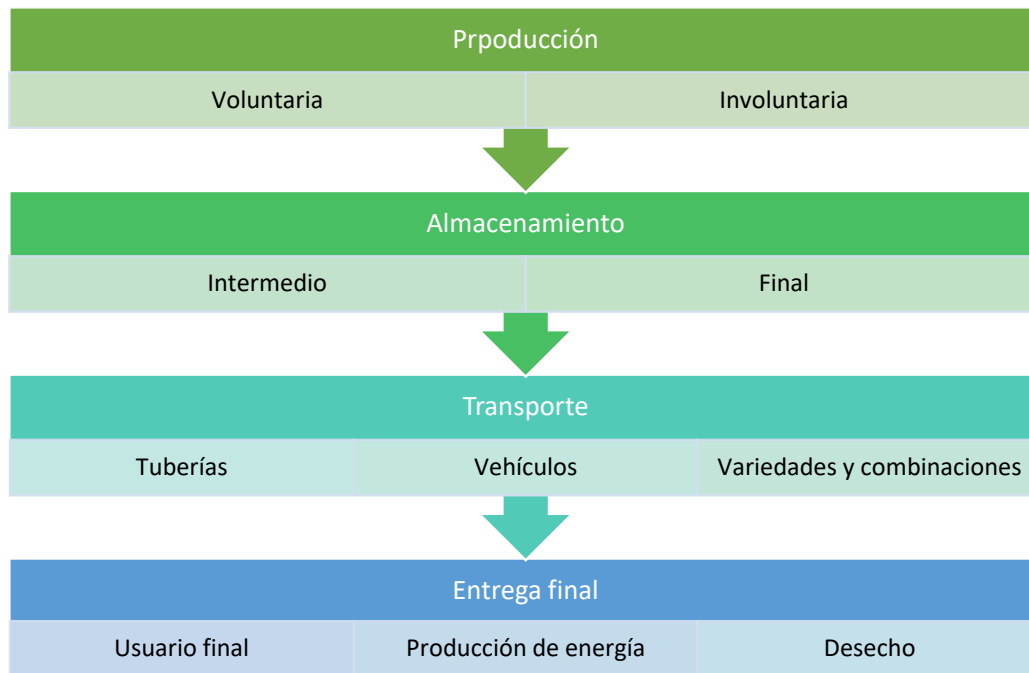 Prpoducción
Voluntaria
Involuntaria
Almacenamiento
Intermedio
Final
Transporte
Tuberías
Vehículos
Variedades y combinaciones
Entrega final
Usuario final
Producción de energía
Desecho